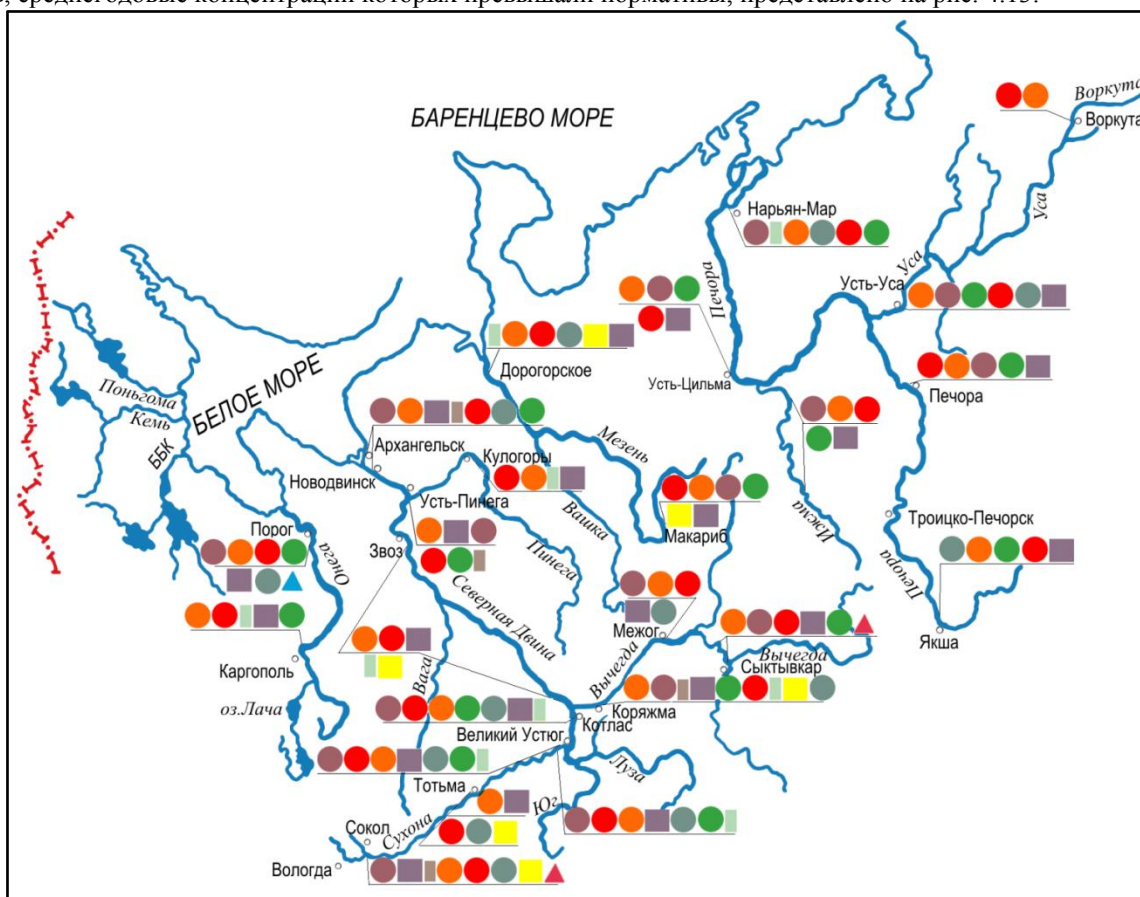 в, среднегодовые концентрации которых превышали нормативы, представлено на рис. 4.15.
БАРЕНЦЕВО МОРЕ
Воркута
Воркута
Уса
Нарьян-Мар
Печора
Усть-Уса
Уса
Дорогорское
Усть-Цильма
Печора
БЕЛОЕ МОРЕ
Поньгома
Кемь
ББК
Архангельск
Кулогоры
Мезень
Новодвинск
Усть-Пинега
Вашка
Макариб
Ижма
Троицко-Печорск
Порог
Онега
Звоз
Пинега
Северная Двина
Печора
Межог
Якша
Каргополь
Вага
Вычегда
Вычегда
Сыктывкар
оз.Лача
Коряжма
Котлас
Великий Устюг
Луза
Тотьма
Юг
Сокол
Сухона
Вологда